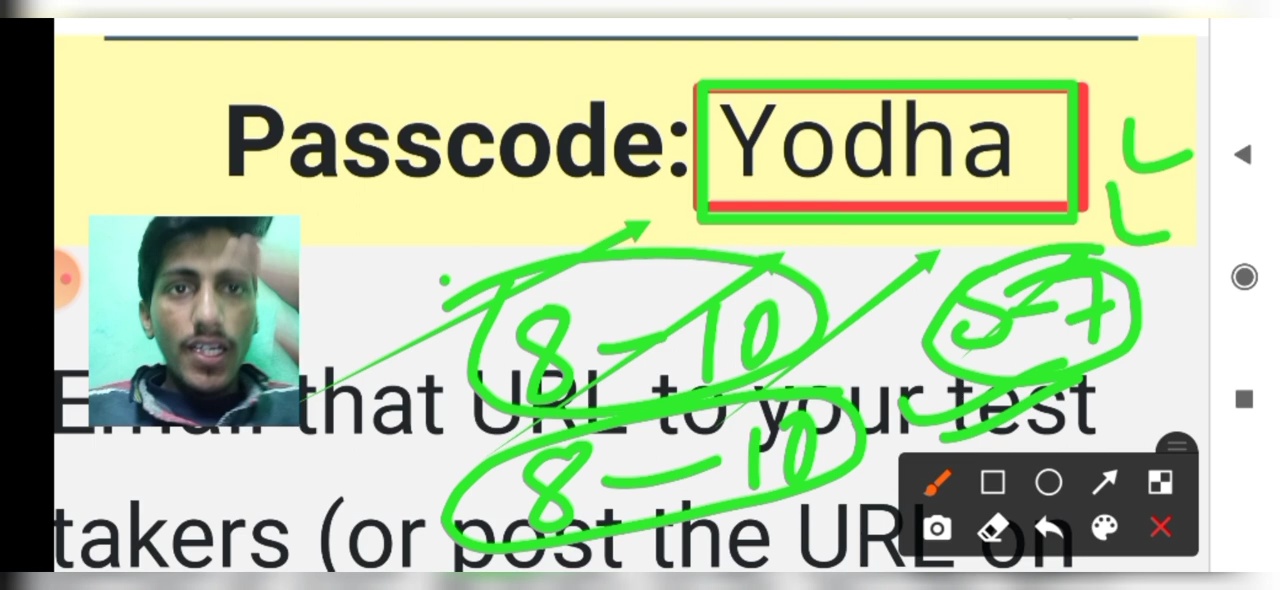 Passcode: Yodha
8-10
that URL to your test
8-10
takers (or post the URL on